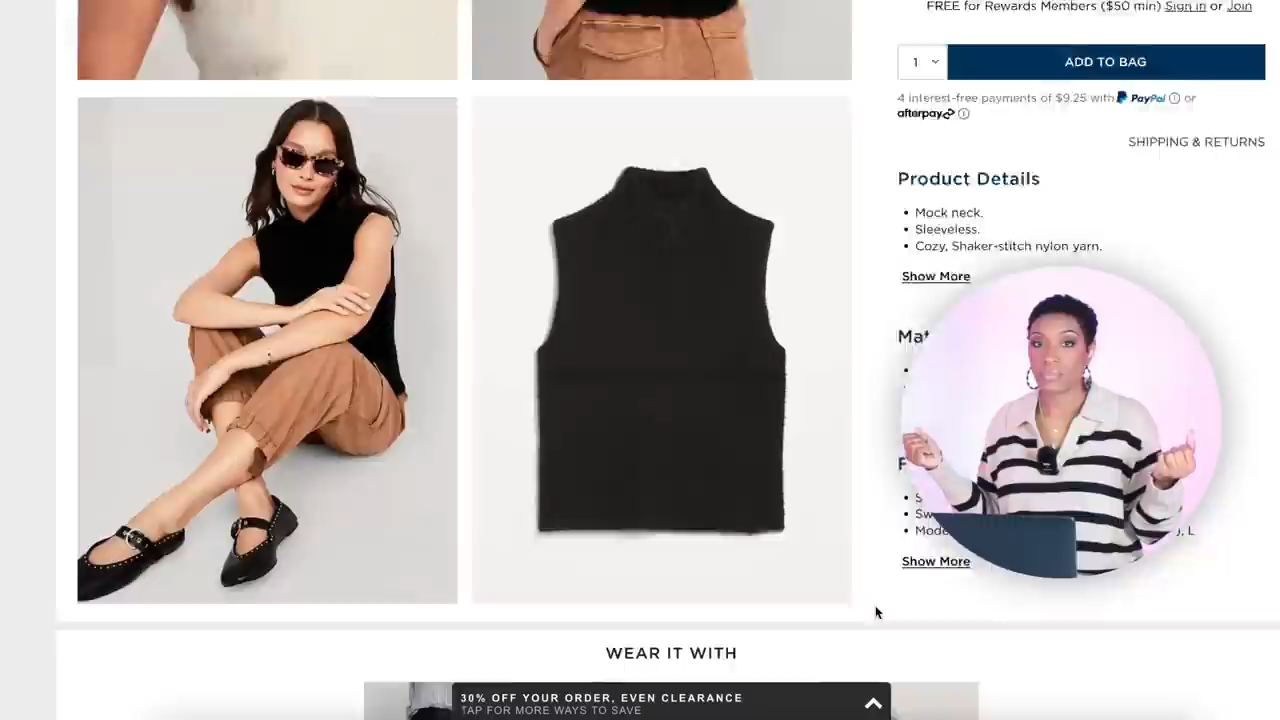 FREE for Rewards Members ($50 min) Sign in or Join
1
ADD TO BAG
4 interest-free payments of $9.25 with PayPal or
afterpay
SHIPPING & RETURNS
Product Details
• Mock neck.
• Sleeveless.
• Cozy, Shaker-stitch nylon yarn.
Show More
Show More
WEAR IT WITH
30% OFF YOUR ORDER, EVEN CLEARANCE
TAP FOR MORE WAYS TO SAVE